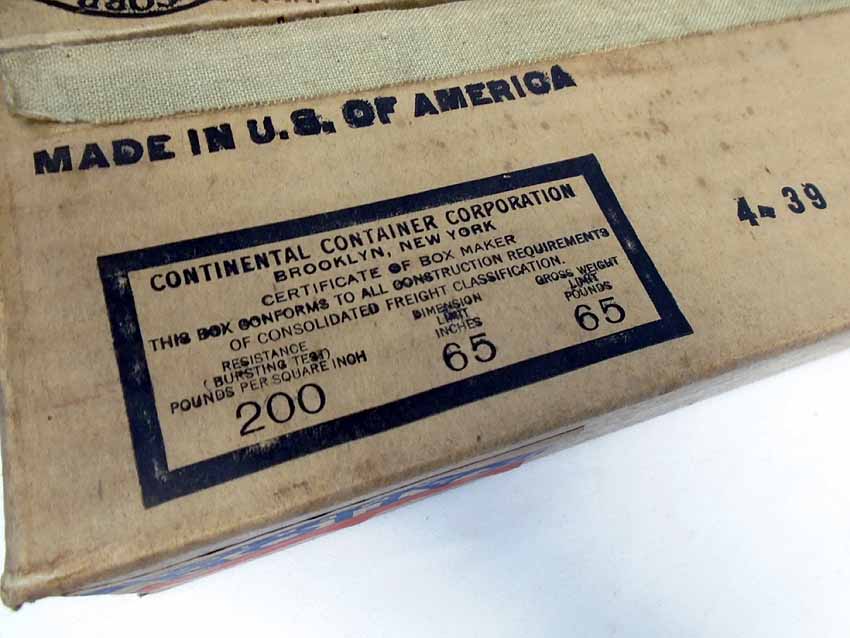 CORP
MADE IN U.S. OF AMERICA
4-39
CONTINENTAL CONTAINER CORPORATION
BROOKLYN, NEW YORK
CERTIFICATE OF BOX MAKER
THIS BOX CONFORMS TO ALL CONSTRUCTION REQUIREMENTS
OF CONSOLIDATED FREIGHT CLASSIFICATION.
RESISTANCE
(BURSTING TEST)
POUNDS PER SQUARE INCH
200
DIMENSION
LIMIT
INCHES
65
GROSS WEIGHT
LIMIT
POUNDS
65